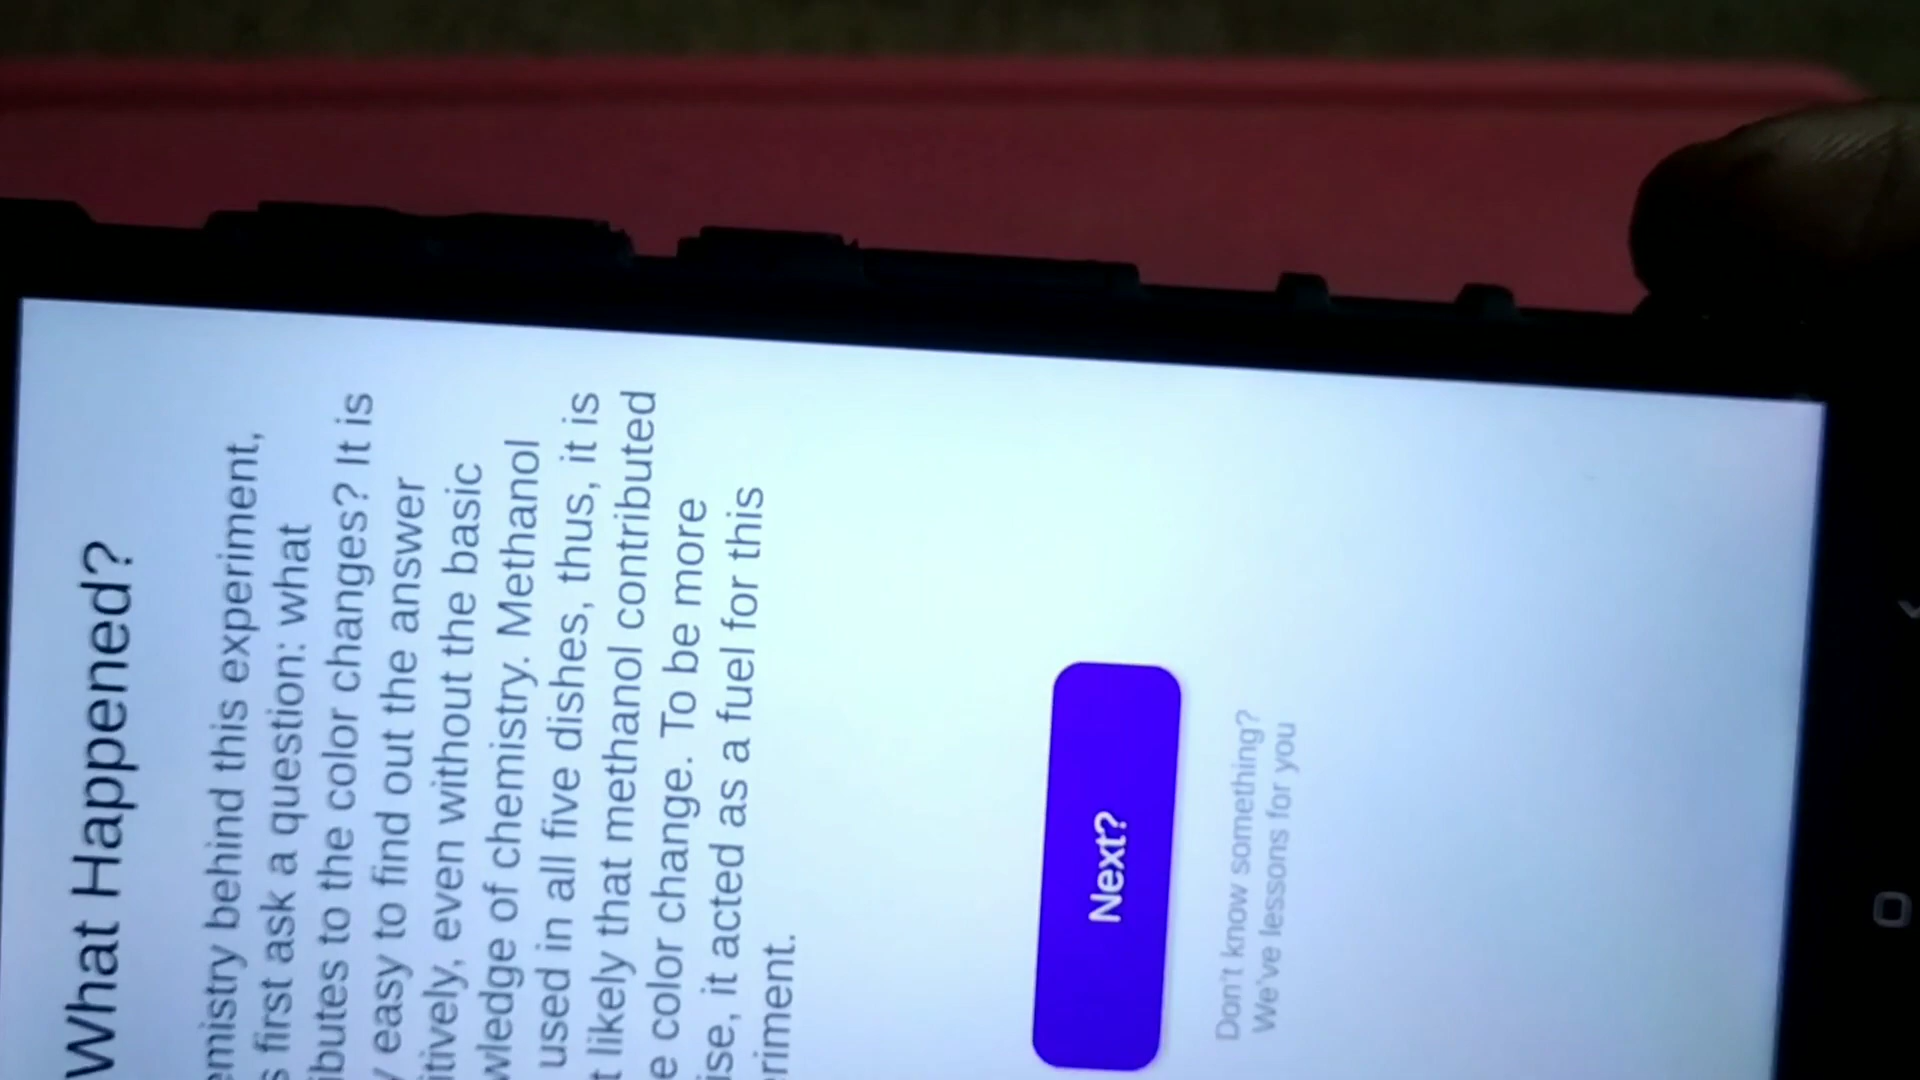 What Happened?
emistry behind this experiment,
s first ask a question: what
ibutes to the color changes? It is
y easy to find out the answer
itively, even without the basic
wledge of chemistry. Methanol
used in all five dishes, thus, it is
t likely that methanol contributed
e color change. To be more
ise, it acted as a fuel for this
eriment.
Next?
Don't know something?
We've lessons for you